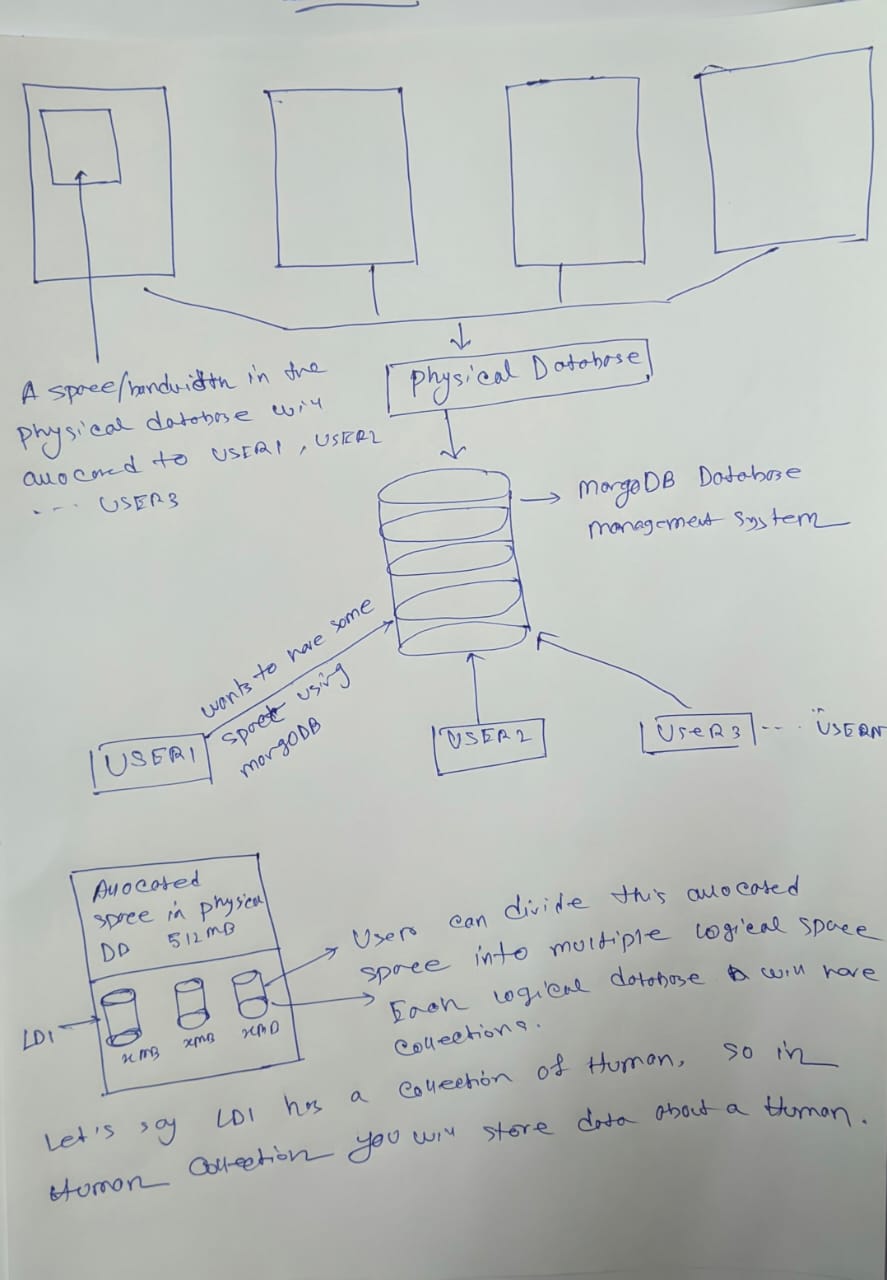 A space/bandwidth in the
physical database will
allocated to USER1, USER2
.... USER3
Physical Database
MongoDB Database
management system
wants to have some
space using
mongoDB
USER1
USER2
USER3 .... USERN
Allocated
space in physical
DD 512MB
LD1
xMB xMB xMB
Users can divide this allocated
space into multiple logical space
Each logical database will have
collections.
Let's say LD1 has a collection of Human, so in
Human collection you will store data about a Human.